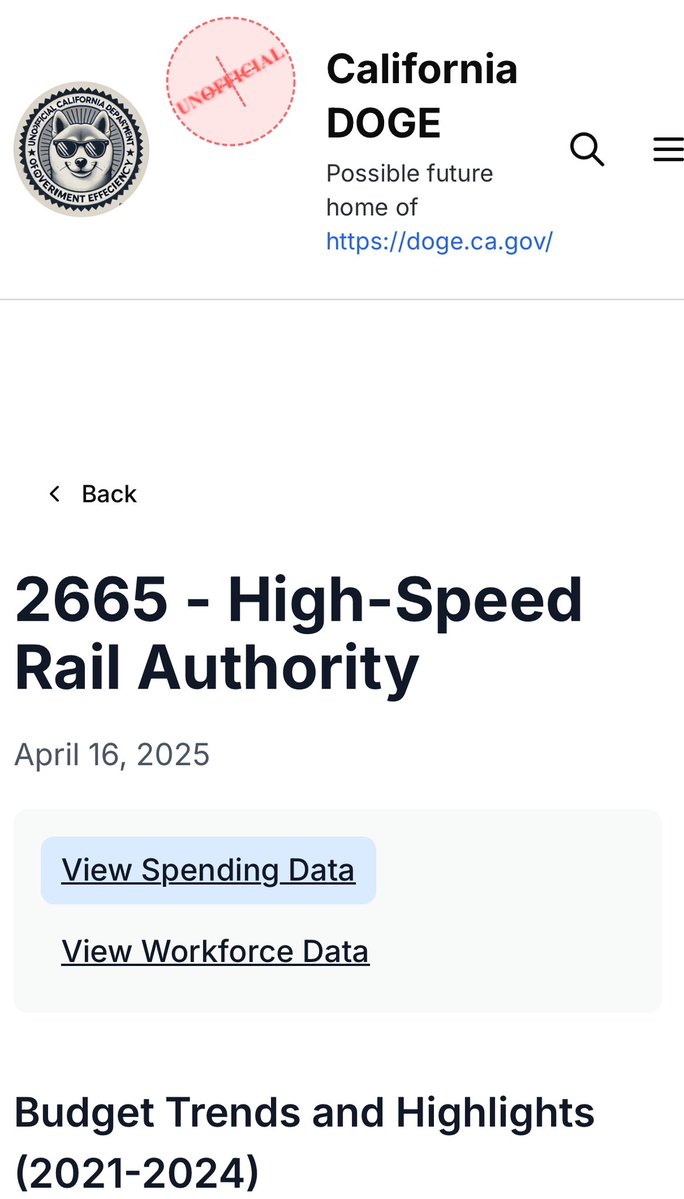 UNOFFICIAL CALIFORNIA DEPARTMENT
OF GOVERIMENT EFFECIENCY
UNOFFICIAL
California
DOGE
Possible future
home of
https://doge.ca.gov/
Back
2665 - High-Speed
Rail Authority
April 16, 2025
View Spending Data
View Workforce Data
Budget Trends and Highlights
(2021-2024)